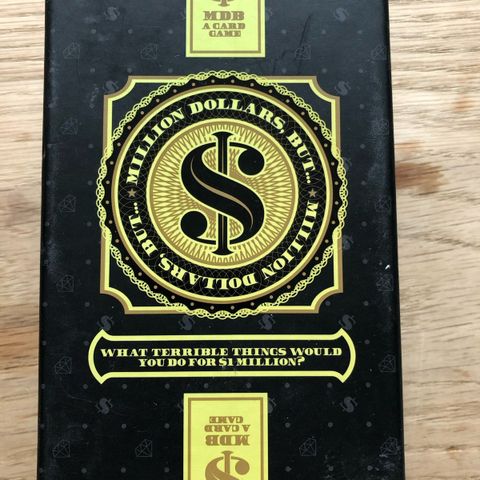 MDB
A CARD
GAME
MILLION DOLLARS, BUT... MILLION DOLLARS, BUT...
$
WHAT TERRIBLE THINGS WOULD
YOU DO FOR $1 MILLION?
MDB
A CARD
GAME
$